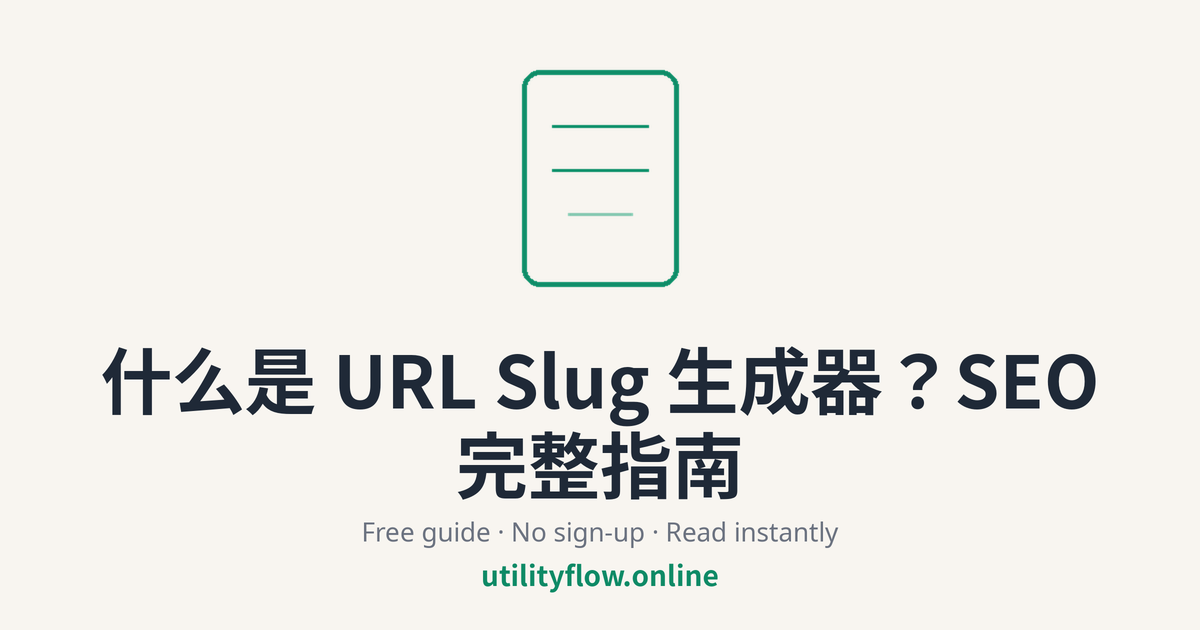 什么是 URL Slug 生成器？SEO
完整指南
Free guide · No sign-up · Read instantly
utilityflow.online